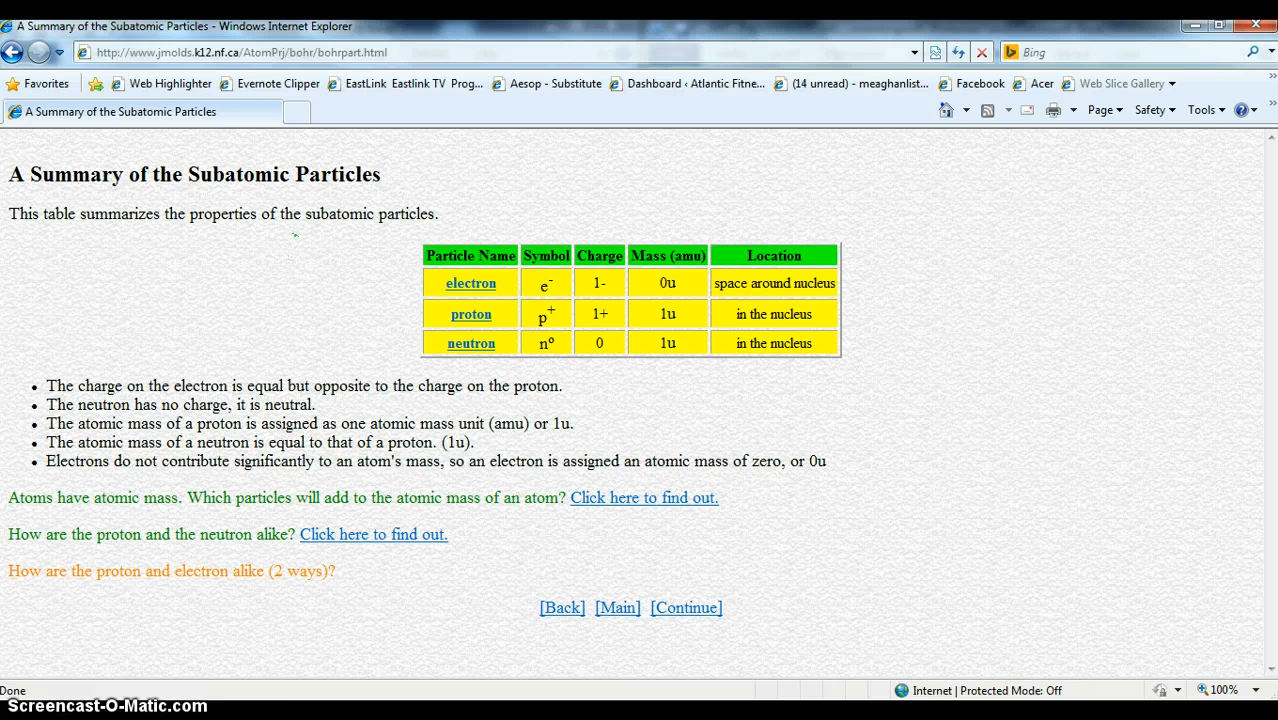 A Summary of the Subatomic Particles - Windows Internet Explorer
http://www.jmolds.k12.nf.ca/AtomPrj/bohr/bohrpart.html
Bing
Favorites Web Highlighter Evernote Clipper EastLink Eastlink TV Prog... Aesop - Substitute Dashboard ‹ Atlantic Fitne... (14 unread) - meaghanlist... Facebook Acer Web Slice Gallery
A Summary of the Subatomic Particles
Page Safety Tools
A Summary of the Subatomic Particles
This table summarizes the properties of the subatomic particles.
Particle Name Symbol Charge Mass (amu) Location
electron e⁻ 1- 0u space around nucleus
proton p⁺ 1+ 1u in the nucleus
neutron nº 0 1u in the nucleus
• The charge on the electron is equal but opposite to the charge on the proton.
• The neutron has no charge, it is neutral.
• The atomic mass of a proton is assigned as one atomic mass unit (amu) or 1u.
• The atomic mass of a neutron is equal to that of a proton. (1u).
• Electrons do not contribute significantly to an atom's mass, so an electron is assigned an atomic mass of zero, or 0u
Atoms have atomic mass. Which particles will add to the atomic mass of an atom? Click here to find out.
How are the proton and the neutron alike? Click here to find out.
How are the proton and electron alike (2 ways)?
[Back] [Main] [Continue]
Done
Internet | Protected Mode: Off
100%
Screencast-O-Matic.com